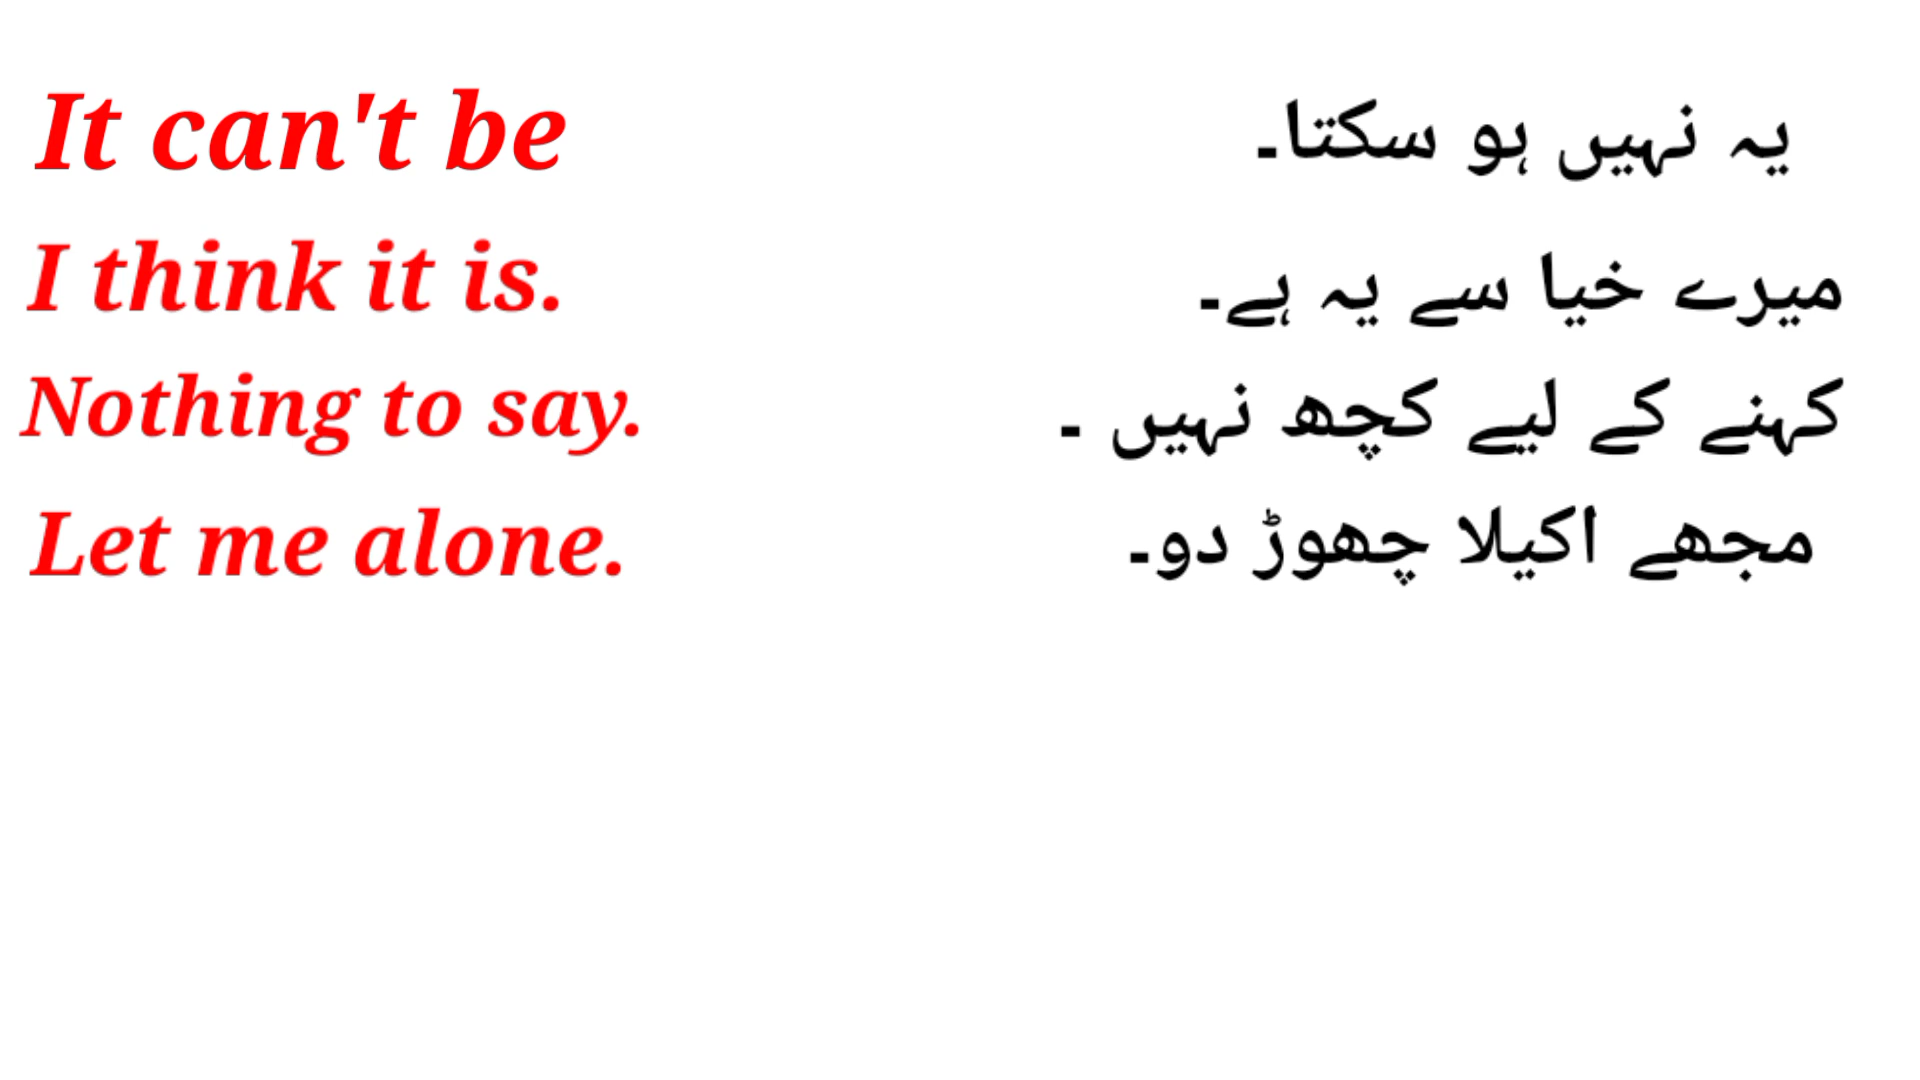 It can't be یہ نہیں ہو سکتا۔
I think it is. میرے خیا سے یہ ہے۔
Nothing to say. کہنے کے لیے کچھ نہیں ۔
Let me alone. مجھے اکیلا چھوڑ دو۔